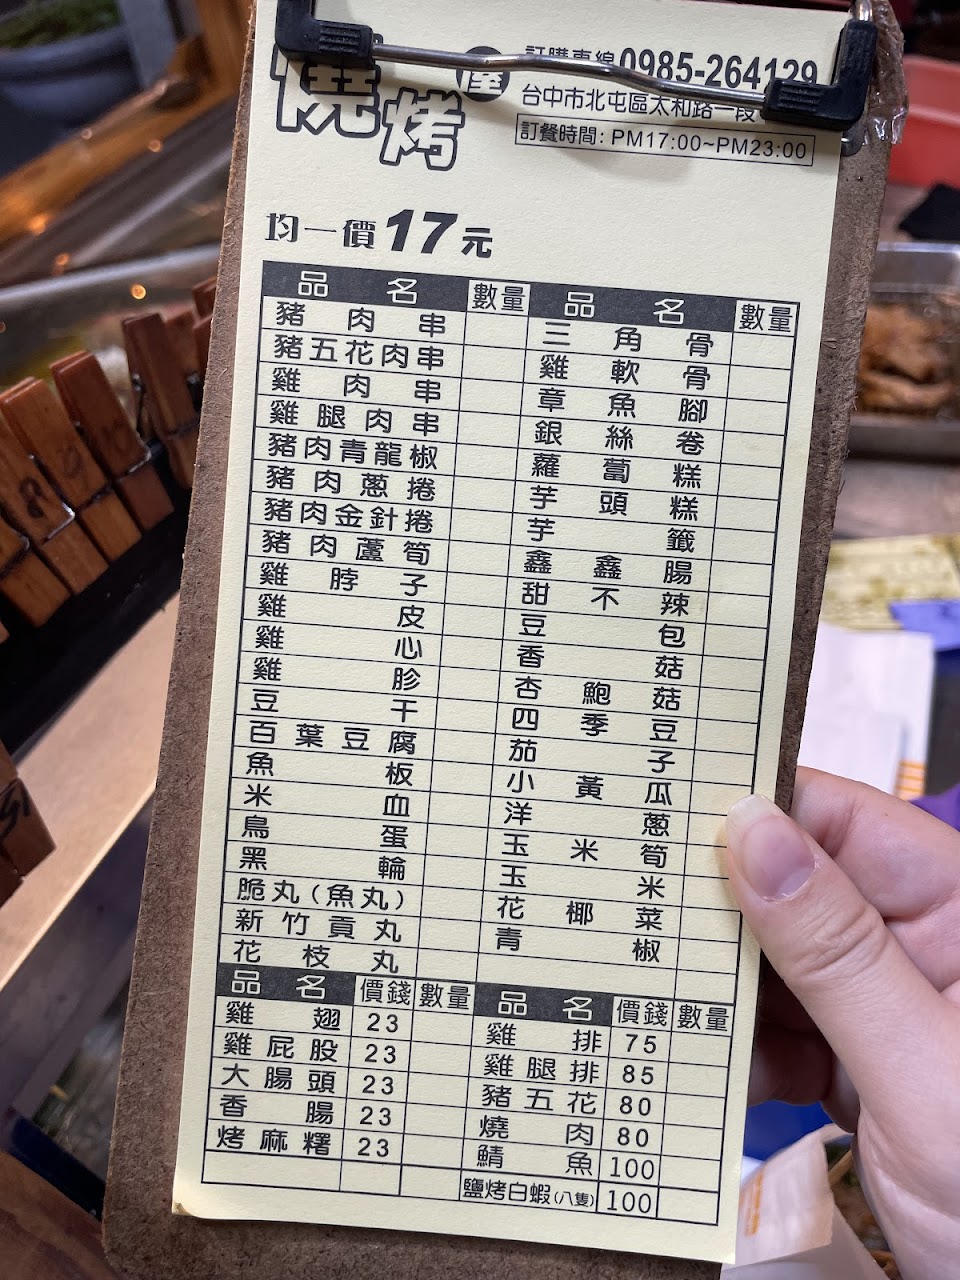 燒烤屋
訂購專線0985-264129
台中市北屯區太和路一段
訂餐時間: PM17:00~PM23:00
均一價17元
品名 數量 品名 數量
豬肉串 三角骨
豬五花肉串 雞軟骨
雞肉串 章魚腳
雞腿肉串 銀絲卷
豬肉青龍椒 蘿蔔糕
豬肉蔥捲 芋頭糕
豬肉金針捲 芋籤
豬肉蘆筍 鑫鑫腸
雞脖子 甜不辣
雞皮 豆包
雞心 香菇
雞胗 杏鮑菇
豆干 四季豆
百葉豆腐 茄子
魚板 小黃瓜
米血 洋蔥
鳥蛋 玉米筍
黑輪 玉米
脆丸(魚丸) 花椰菜
新竹貢丸 青椒
花枝丸
品名 價錢 數量 品名 價錢 數量
雞翅 23 雞排 75
雞屁股 23 雞腿排 85
大腸頭 23 豬五花 80
香腸 23 燒肉 80
烤麻糬 23 鯖魚 100
鹽烤白蝦(八隻) 100